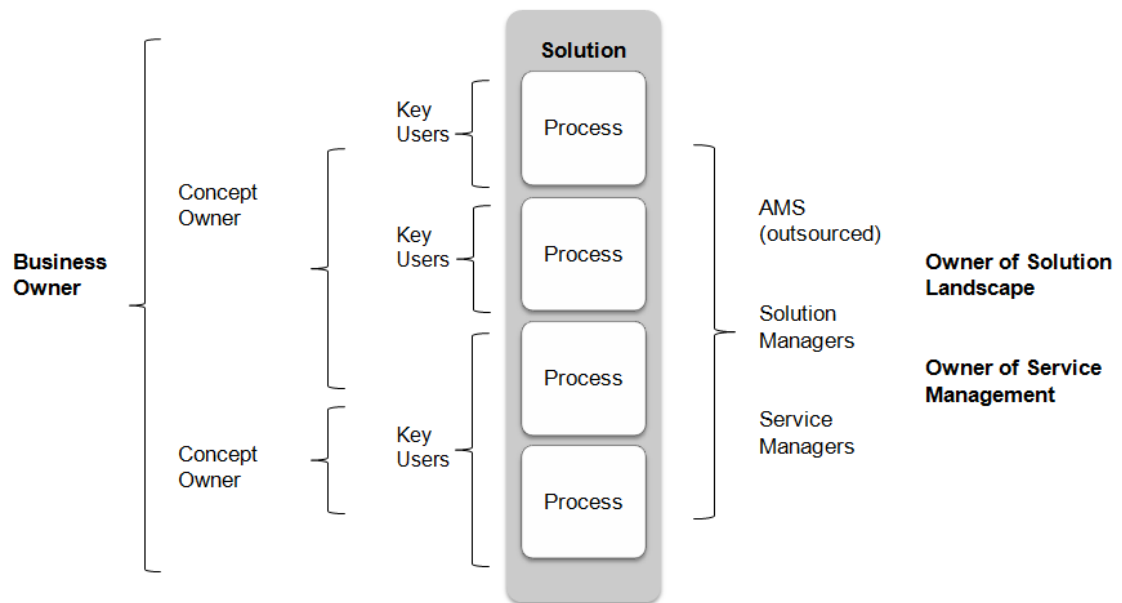 Business
Owner
Concept
Owner
Concept
Owner
Key
Users
Key
Users
Key
Users
Solution
Process
Process
Process
Process
AMS
(outsourced)
Solution
Managers
Service
Managers
Owner of Solution
Landscape
Owner of Service
Management